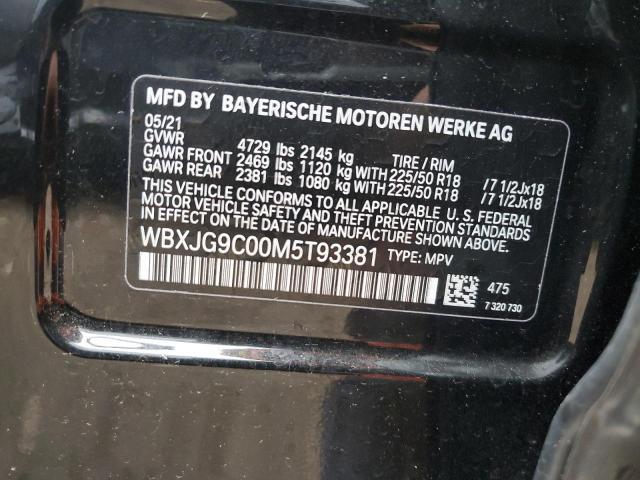 MFD BY BAYERISCHE MOTOREN WERKE AG
05/21
GVWR 4729 lbs 2145 kg TIRE / RIM
GAWR FRONT 2469 lbs 1120 kg WITH 225/50 R18 /7 1/2Jx18
GAWR REAR 2381 lbs 1080 kg WITH 225/50 R18 /7 1/2Jx18
THIS VEHICLE CONFORMS TO ALL APPLICABLE U. S. FEDERAL
MOTOR VEHICLE SAFETY AND THEFT PREVENTION STANDARDS
IN EFFECT ON THE DATE OF MANUFACTURE SHOWN ABOVE.
WBXJG9C00M5T93381 TYPE: MPV
475
7 320 730